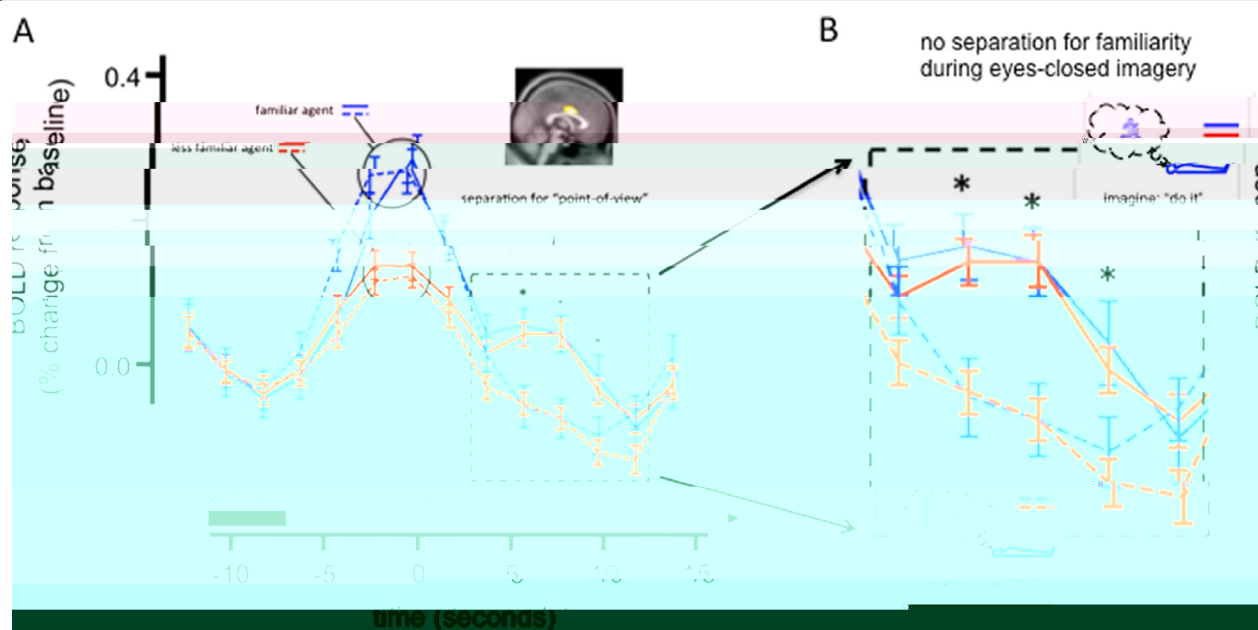 A
B
no separation for familiarity
during eyes-closed imagery
0.4
familiar agent
less familiar agent
separation for "point-of-view"
imagine: "do it"
*
*
*
*
BOLD
(% change baseline)
0.0
-10
-5
0
5
10
15
time (seconds)